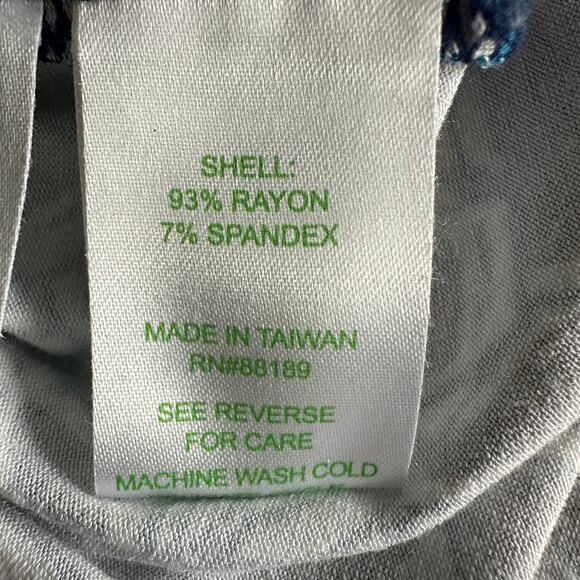 SHELL:
93% RAYON
7% SPANDEX
MADE IN TAIWAN
RN#88189
SEE REVERSE
FOR CARE
MACHINE WASH COLD